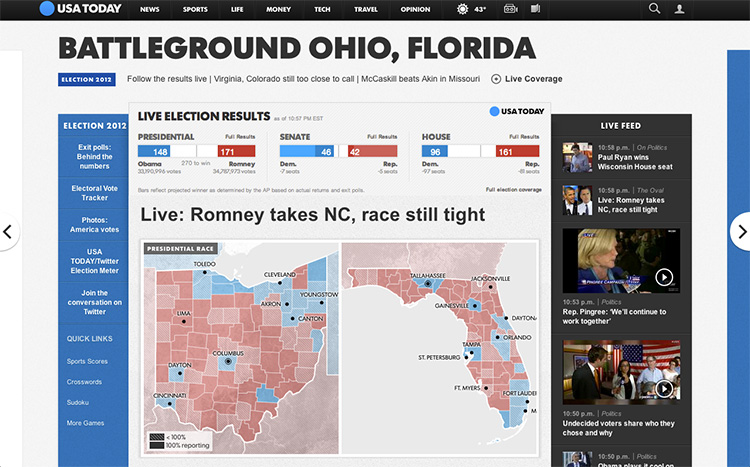 USA TODAY
NEWS SPORTS LIFE MONEY TECH TRAVEL OPINION 43°
BATTLEGROUND OHIO, FLORIDA
ELECTION 2012 Follow the results live | Virginia, Colorado still too close to call | McCaskill beats Akin in Missouri Live Coverage
ELECTION 2012
Exit polls:
Behind the
numbers
Electoral Vote
Tracker
Photos:
America votes
USA
TODAY/Twitter
Election Meter
Join the
conversation on
Twitter
QUICK LINKS
Sports Scores
Crosswords
Sudoku
More Games
LIVE ELECTION RESULTS as of 10:57 PM EST
USA TODAY
PRESIDENTIAL Full Results
148 171
Obama 270 to win Romney
33,190,996 votes 34,787,973 votes
SENATE Full Results
46 42
Dem. Rep.
-7 seats -5 seats
HOUSE Full Results
96 161
Dem. Rep.
-97 seats -81 seats
Bars reflect projected winner as determined by the AP based on actual returns and exit polls.
Full election coverage
Live: Romney takes NC, race still tight
PRESIDENTIAL RACE
TOLEDO
CLEVELAND
YOUNGSTOW
AKRON
CANTON
LIMA
COLUMBUS
DAYTON
CINCINNATI
< 100%
100% reporting
TALLAHASSEE
JACKSONVILLE
GAINESVILLE
DAYTONA
ORLANDO
TAMPA
ST. PETERSBURG
FT. MYERS
FORT LAUDE
M
LIVE FEED
10:58 p.m. | On Politics
Paul Ryan wins
Wisconsin House seat
10:58 p.m. | The Oval
Live: Romney takes
NC, race still tight
LIVE
PINGREE CAMPAIGN
10:53 p.m. | Politics
Rep. Pingree: 'We'll continue
to work together'
10:50 p.m. | Politics
Undecided voters share who they
chose and why
10:50 p.m. | Politics
Obama plays it cool on